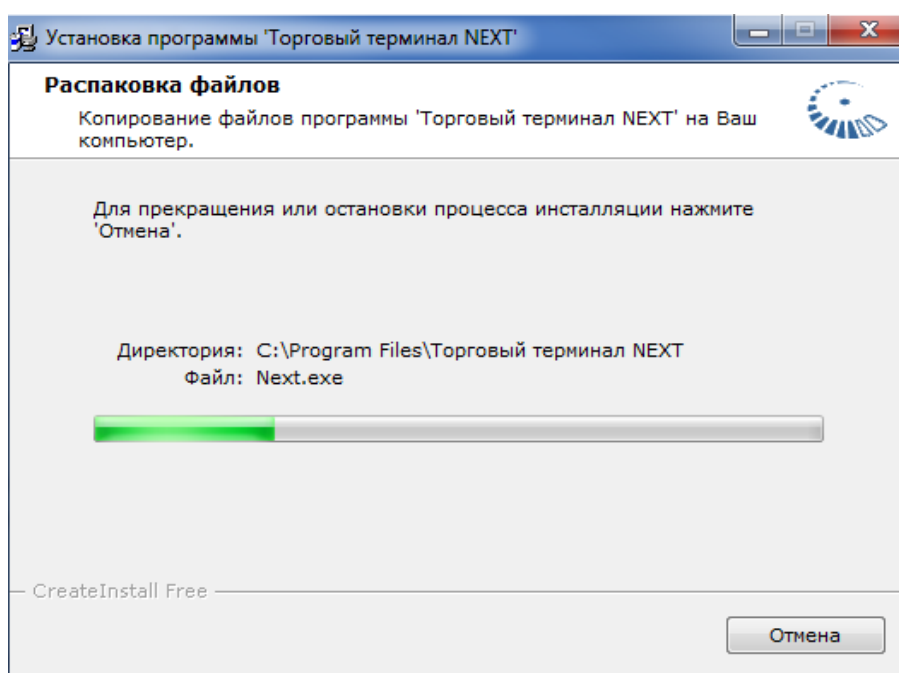 Установка программы 'Торговый терминал NEXT'
Распаковка файлов
Копирование файлов программы 'Торговый терминал NEXT' на Ваш
компьютер.
Для прекращения или остановки процесса инсталляции нажмите
'Отмена'.
Директория: C:\Program Files\Торговый терминал NEXT
Файл: Next.exe
CreateInstall Free
Отмена